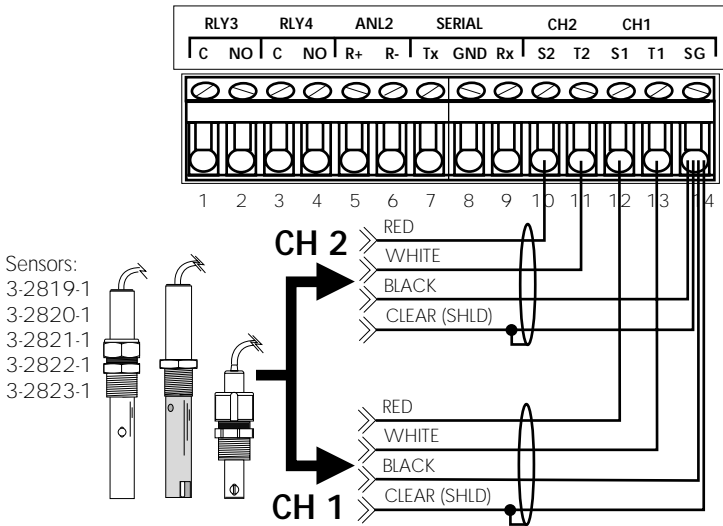 RLY3 RLY4 ANL2 SERIAL CH2 CH1
C NO C NO R+ R- Tx GND Rx S2 T2 S1 T1 SG
1 2 3 4 5 6 7 8 9 10 11 12 13 14
CH 2
RED
WHITE
BLACK
CLEAR (SHLD)
Sensors:
3-2819-1
3-2820-1
3-2821-1
3-2822-1
3-2823-1
CH 1
RED
WHITE
BLACK
CLEAR (SHLD)